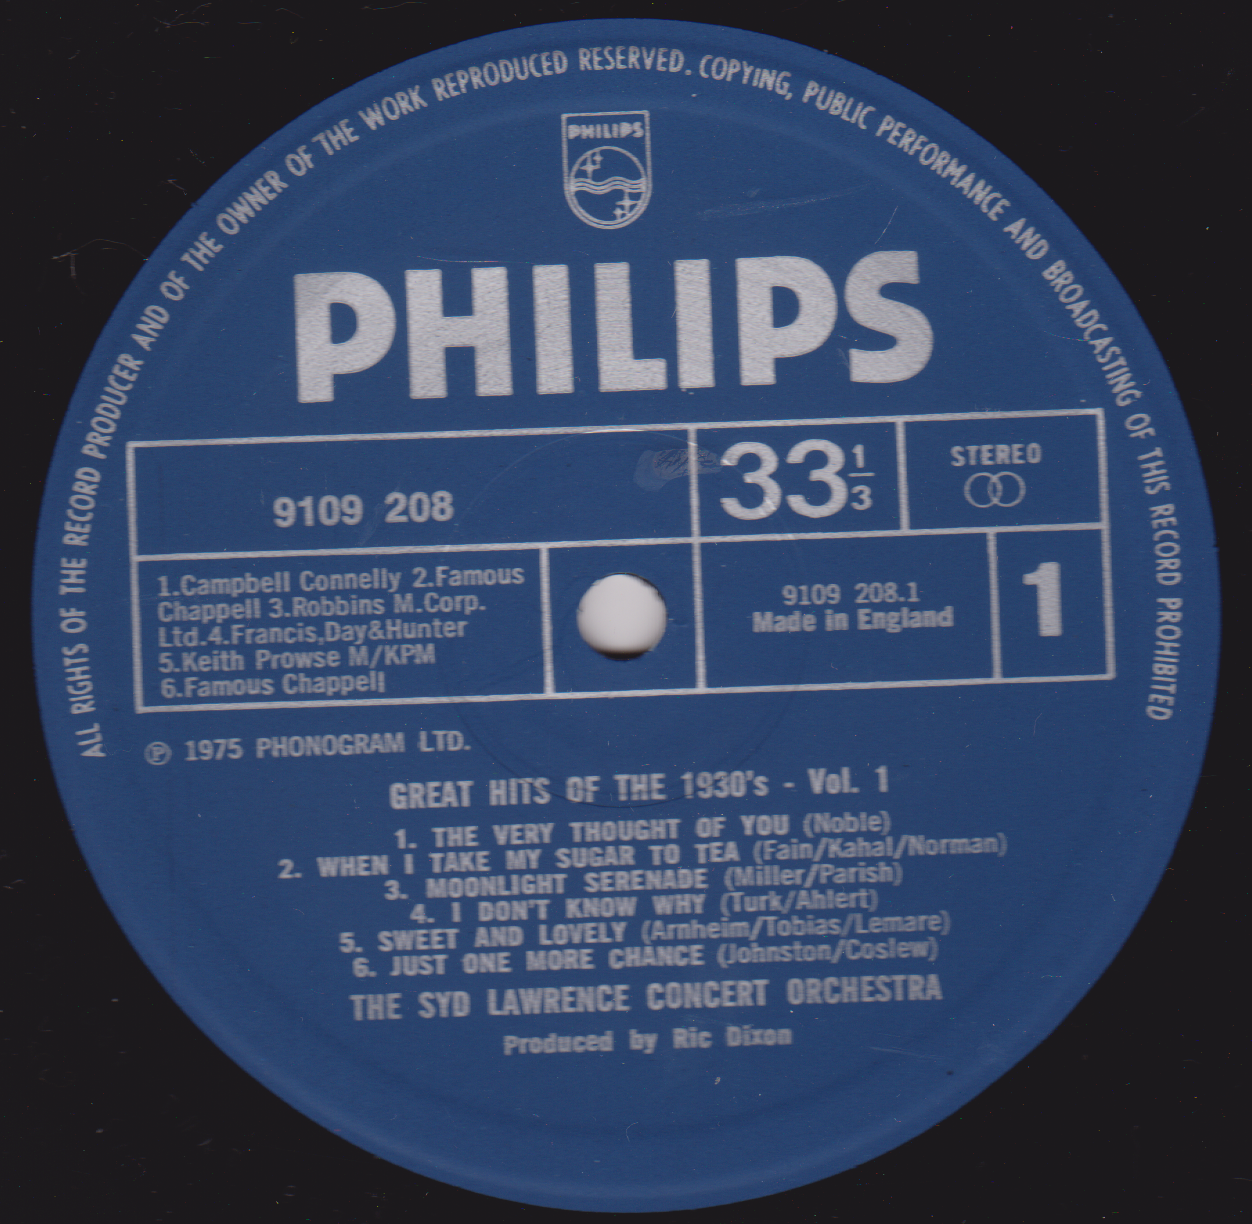 ALL RIGHTS OF THE RECORD PRODUCER AND OF THE OWNER OF THE WORK REPRODUCED RESERVED. COPYING, PUBLIC PERFORMANCE AND BROADCASTING OF THIS RECORD PROHIBITED
PHILIPS
PHILIPS
9109 208
33 1/3
STEREO
1.Campbell Connelly 2.Famous
Chappell 3.Robbins M.Corp.
Ltd.4.Francis,Day&Hunter
5.Keith Prowse M/KPM
6.Famous Chappell
9109 208.1
Made in England
1
Ⓟ 1975 PHONOGRAM LTD.
GREAT HITS OF THE 1930's - Vol. 1
1. THE VERY THOUGHT OF YOU (Noble)
2. WHEN I TAKE MY SUGAR TO TEA (Fain/Kahal/Norman)
3. MOONLIGHT SERENADE (Miller/Parish)
4. I DON'T KNOW WHY (Turk/Ahlert)
5. SWEET AND LOVELY (Arnheim/Tobias/Lemare)
6. JUST ONE MORE CHANCE (Johnston/Coslew)
THE SYD LAWRENCE CONCERT ORCHESTRA
Produced by Ric Dixon